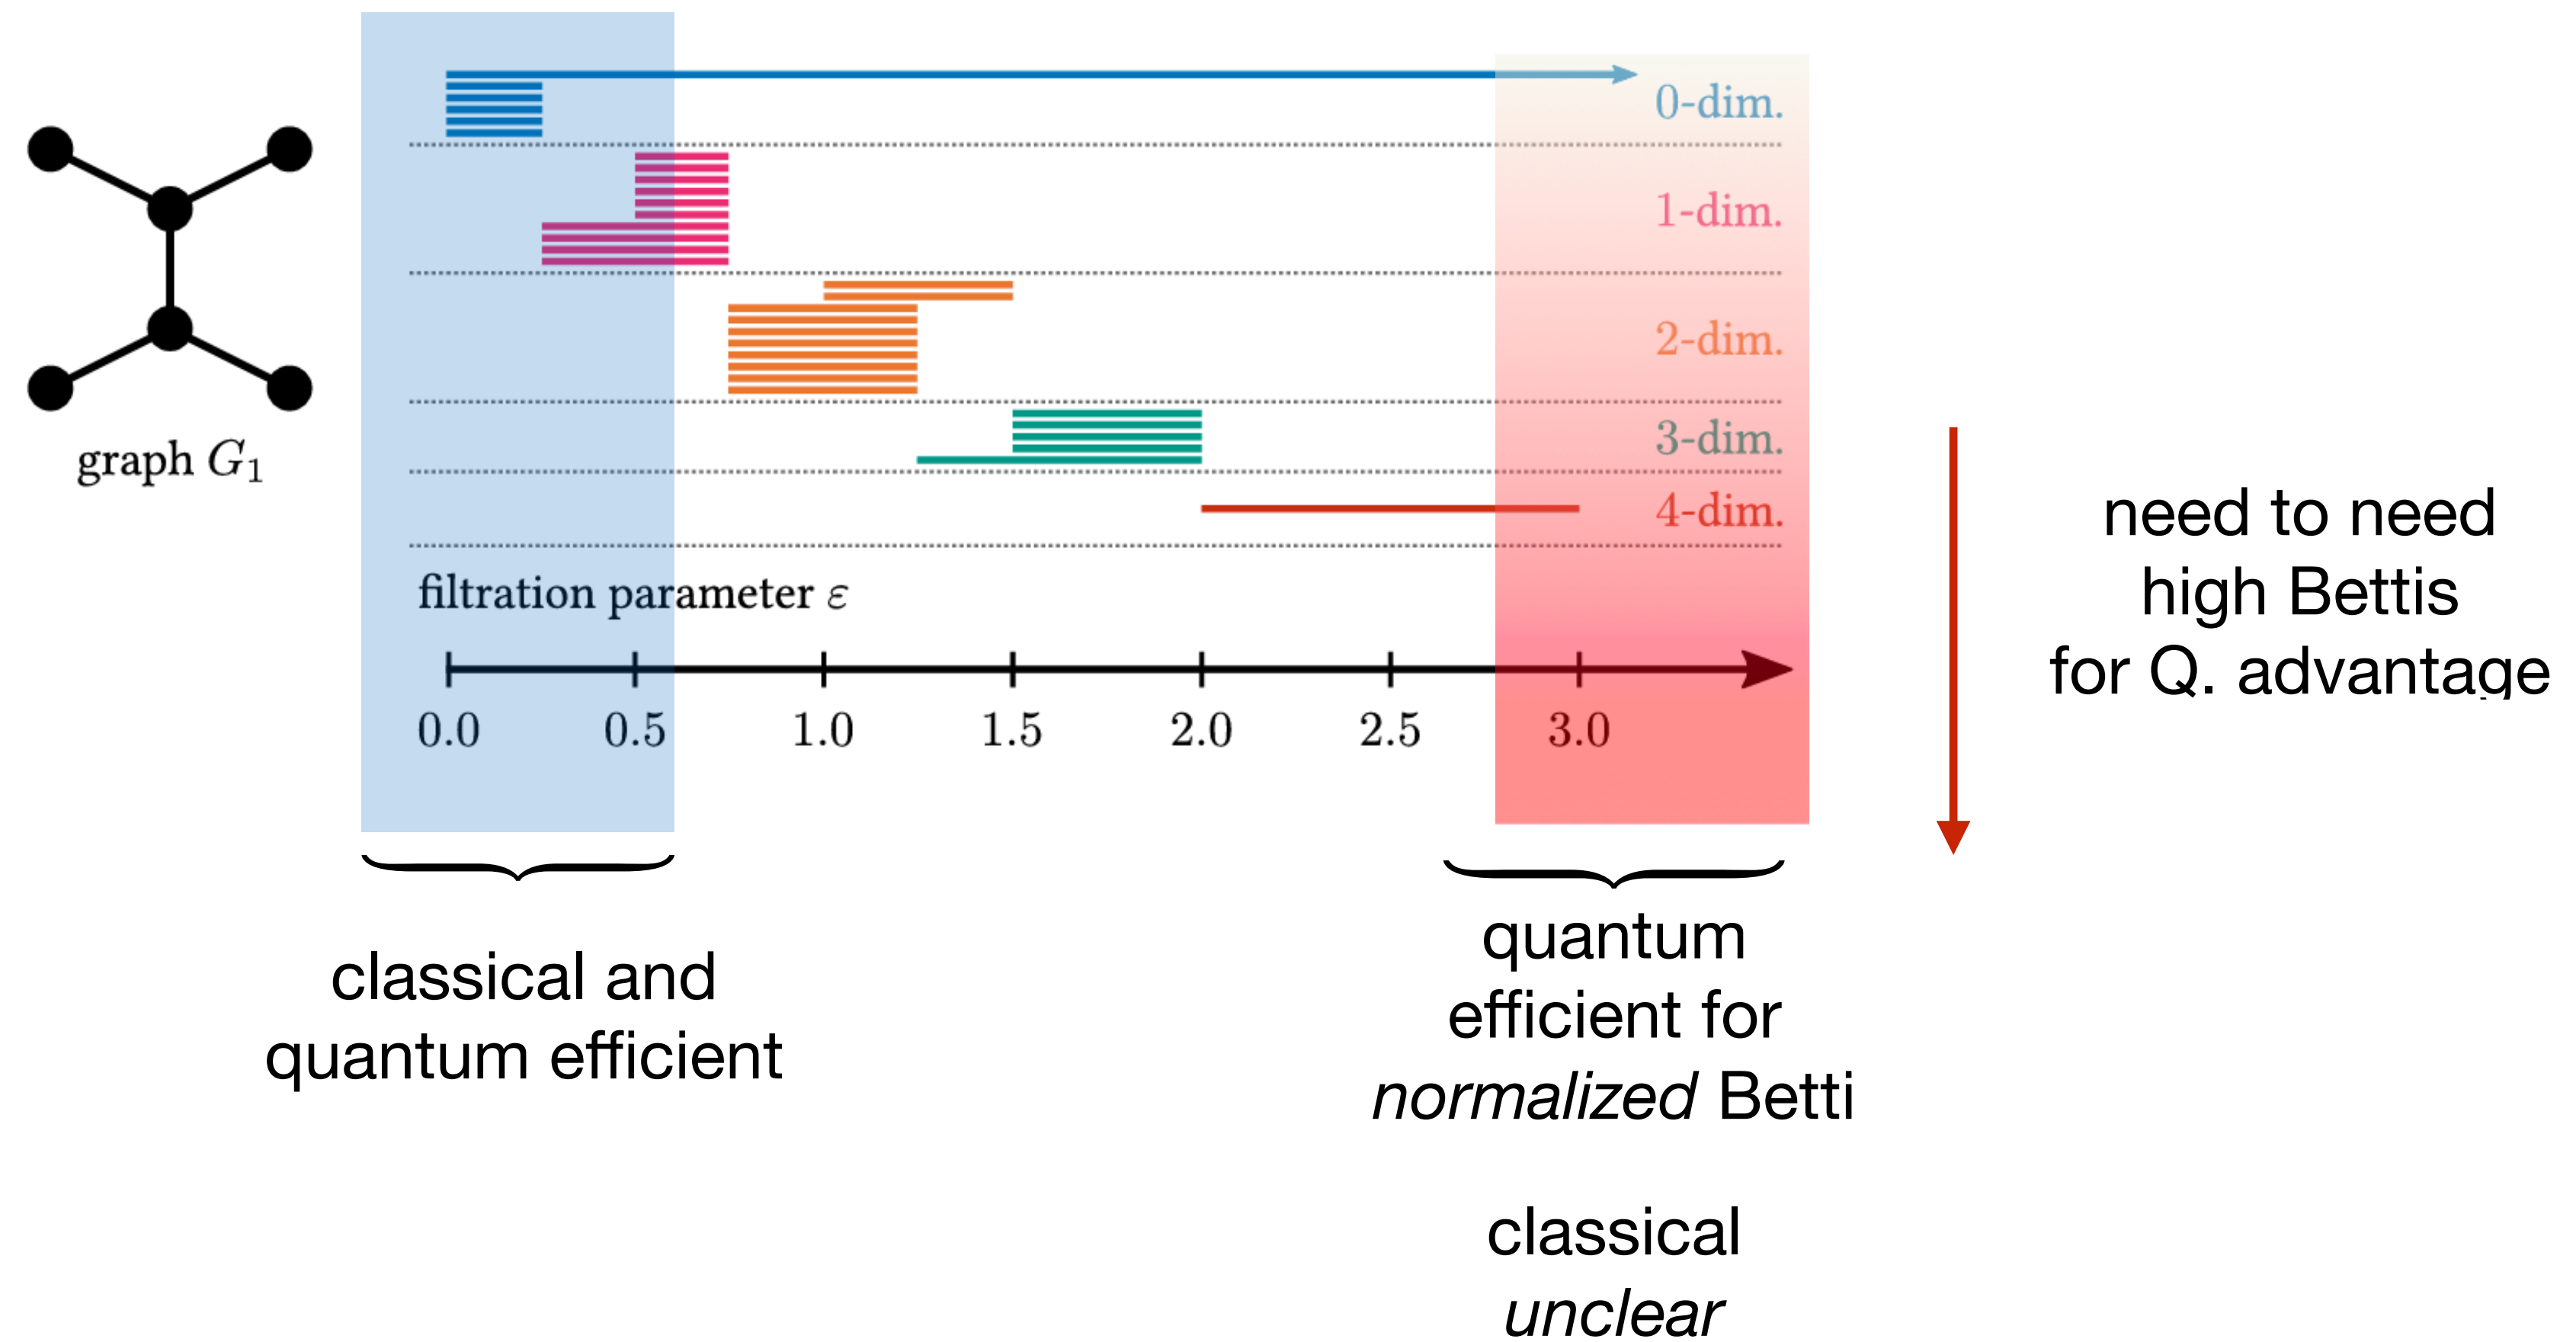 0-dim.
1-dim.
2-dim.
3-dim.
4-dim.
graph G₁
filtration parameter ε
0.0 0.5 1.0 1.5 2.0 2.5 3.0
need to need
high Bettis
for Q. advantage
classical and
quantum efficient
quantum
efficient for
normalized Betti
classical
unclear